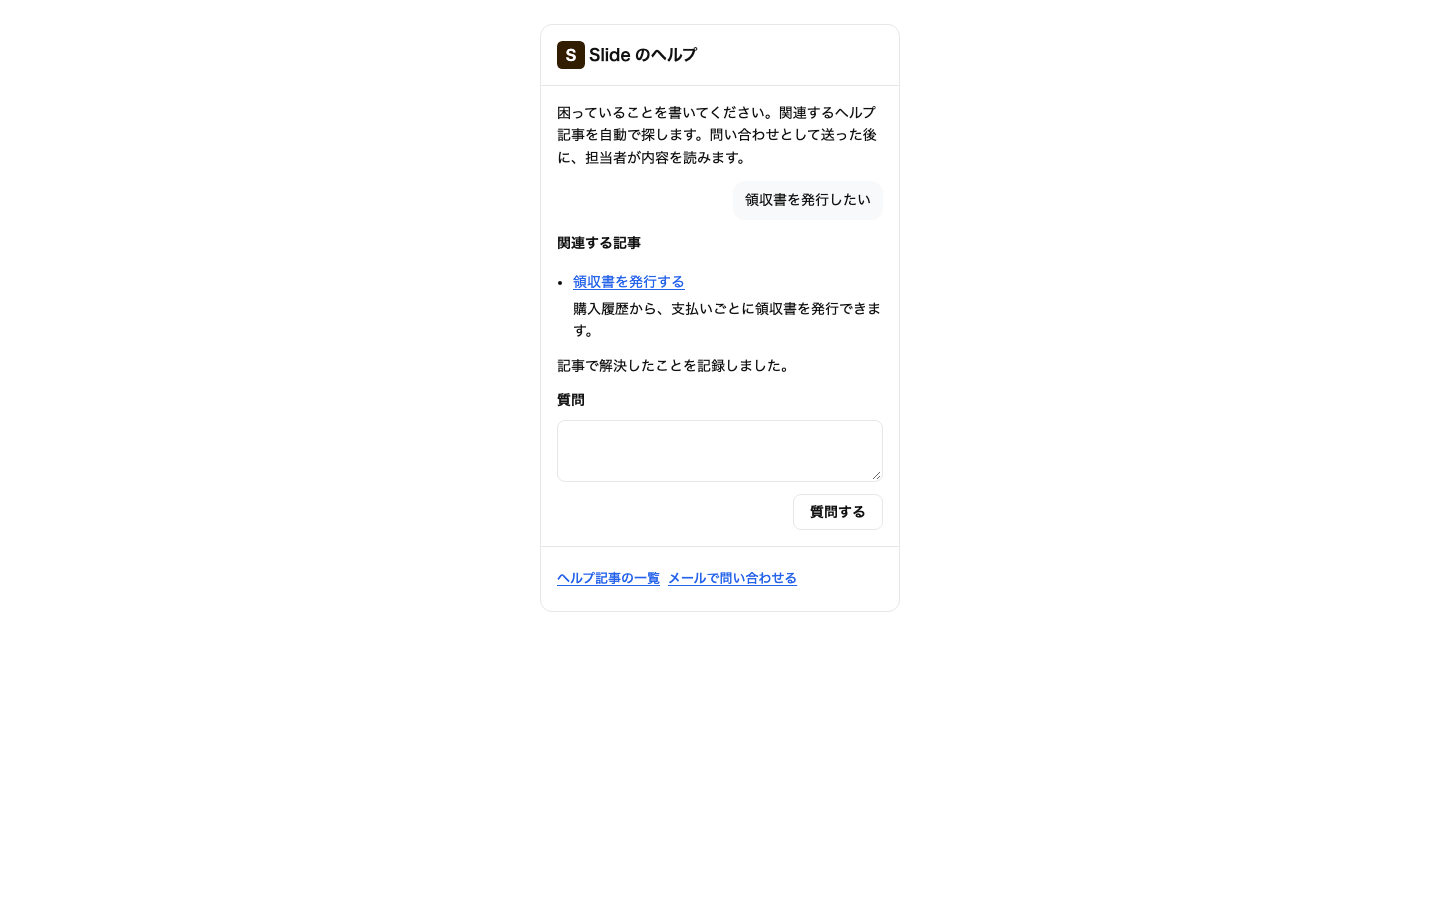 S Slide のヘルプ
困っていることを書いてください。関連するヘルプ
記事を自動で探します。問い合わせとして送った後
に、担当者が内容を読みます。
領収書を発行したい
関連する記事
領収書を発行する
購入履歴から、支払いごとに領収書を発行できま
す。
記事で解決したことを記録しました。
質問
質問する
ヘルプ記事の一覧 メールで問い合わせる